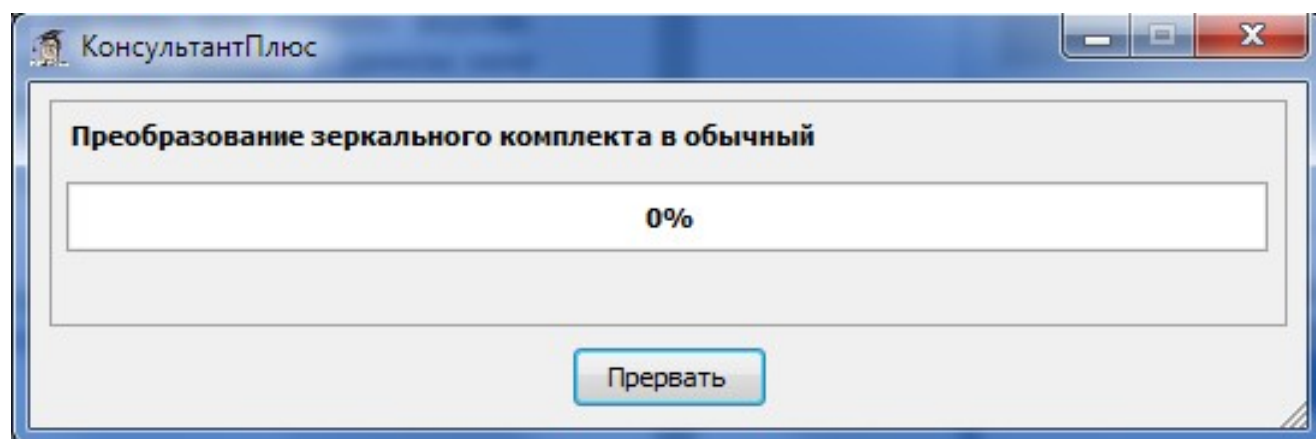 КонсультантПлюс
Преобразование зеркального комплекта в обычный
0%
Прервать